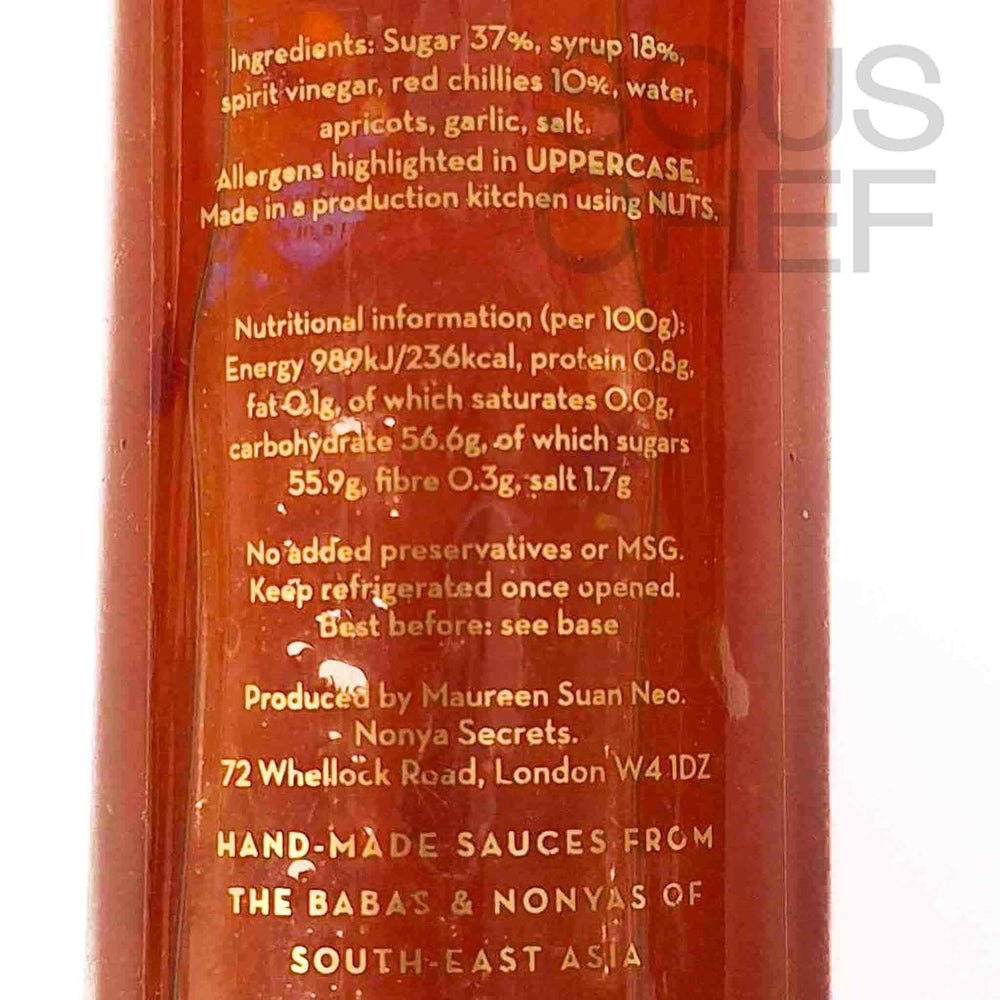 Ingredients: Sugar 37%, syrup 18%,
spirit vinegar, red chillies 10%, water,
apricots, garlic, salt.
Allergens highlighted in UPPERCASE.
Made in a production kitchen using NUTS.
SOUS
CHEF
Nutritional information (per 100g):
Energy 989kJ/236kcal, protein 0.8g,
fat 0.1g, of which saturates 0.0g,
carbohydrate 56.6g, of which sugars
55.9g, fibre 0.3g, salt 1.7g
No added preservatives or MSG.
Keep refrigerated once opened.
Best before: see base
Produced by Maureen Suan Neo.
Nonya Secrets.
72 Whellock Road, London W4 1DZ
HAND-MADE SAUCES FROM
THE BABAS & NONYAS OF
SOUTH-EAST ASIA